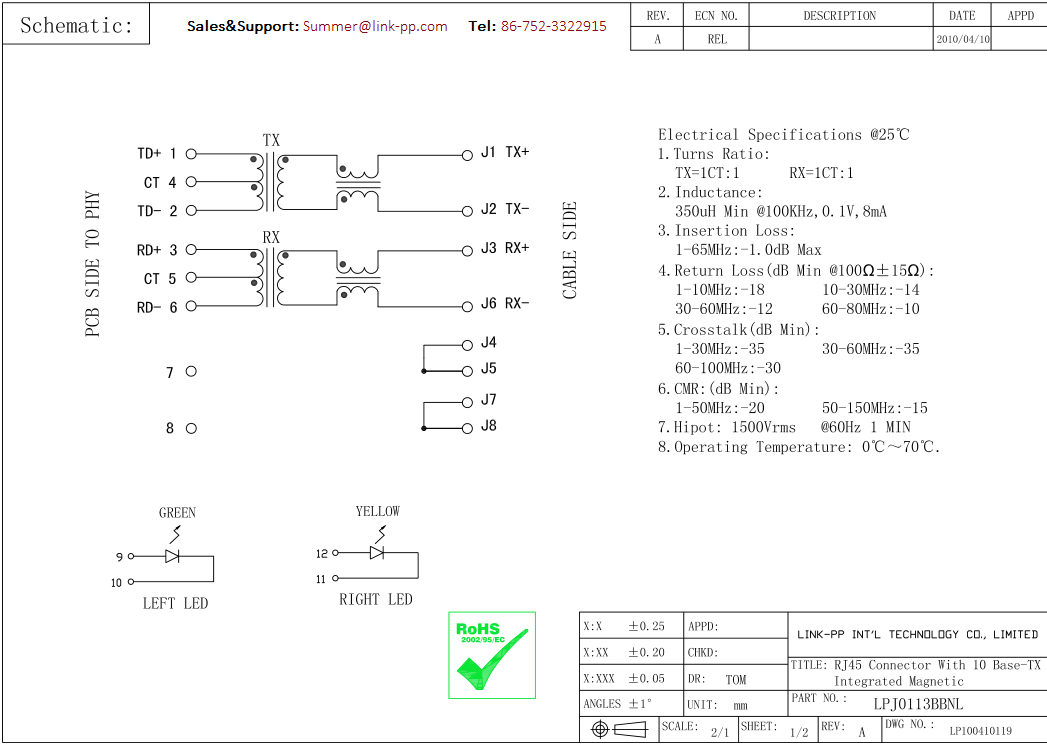 Schematic:
Sales&Support: Summer@link-pp.com Tel: 86-752-3322915
REV. ECN NO. DESCRIPTION DATE APPD
A REL 2010/04/10
TX
TD+ 1
CT 4
TD- 2
J1 TX+
J2 TX-
RX
RD+ 3
CT 5
RD- 6
J3 RX+
J6 RX-
J4
J5
7
J7
J8
8
PCB SIDE TO PHY
CABLE SIDE
Electrical Specifications @25℃
1.Turns Ratio:
TX=1CT:1 RX=1CT:1
2.Inductance:
350uH Min @100KHz,0.1V,8mA
3.Insertion Loss:
1-65MHz:-1.0dB Max
4.Return Loss(dB Min @100Ω±15Ω):
1-10MHz:-18 10-30MHz:-14
30-60MHz:-12 60-80MHz:-10
5.Crosstalk(dB Min):
1-30MHz:-35 30-60MHz:-35
60-100MHz:-30
6.CMR:(dB Min):
1-50MHz:-20 50-150MHz:-15
7.Hipot: 1500Vrms @60Hz 1 MIN
8.Operating Temperature: 0℃～70℃.
GREEN
9
10
LEFT LED
YELLOW
12
11
RIGHT LED
RoHS
2002/95/EC
X:X ±0.25 APPD:
X:XX ±0.20 CHKD:
X:XXX ±0.05 DR: TOM
ANGLES ±1° UNIT: mm
LINK-PP INT'L TECHNOLOGY CO., LIMITED
TITLE: RJ45 Connector With 10 Base-TX
Integrated Magnetic
PART NO.: LPJ0113BBNL
SCALE: 2/1 SHEET: 1/2 REV: A DWG NO.: LP100410119